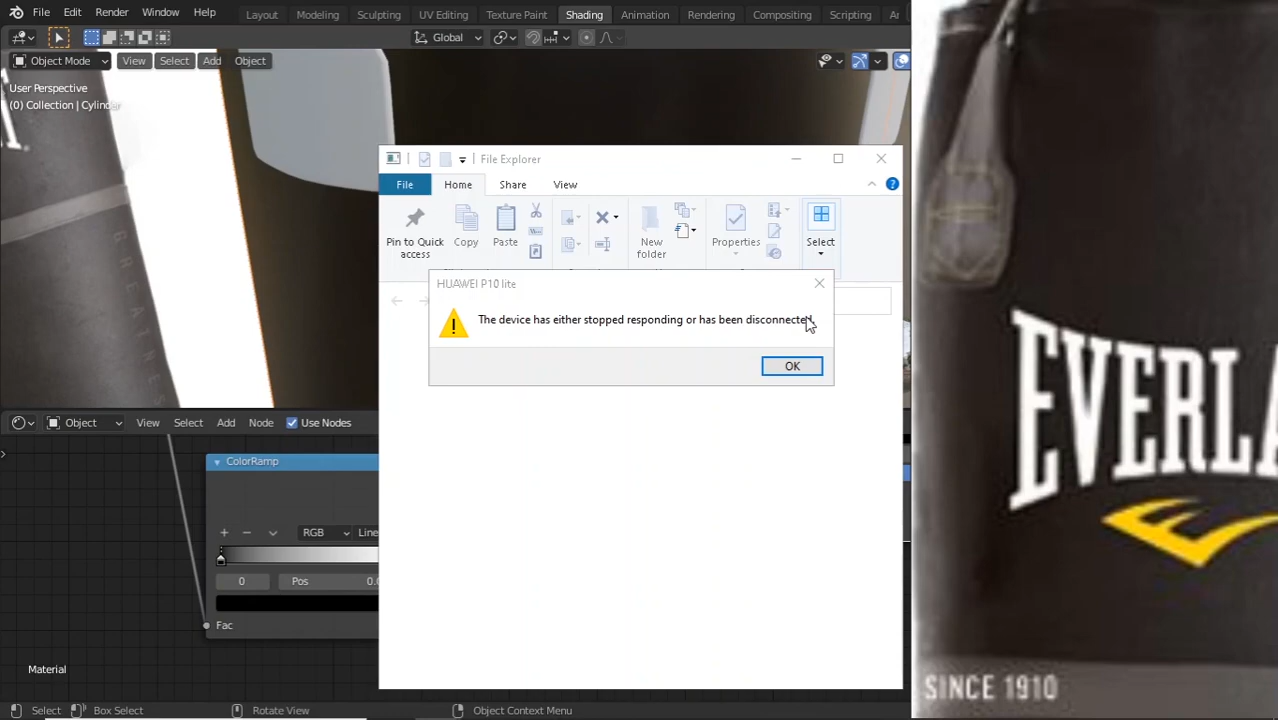 File Edit Render Window Help Layout Modeling Sculpting UV Editing Texture Paint Shading Animation Rendering Compositing Scripting
Global
Object Mode View Select Add Object
User Perspective
(0) Collection | Cylinder
GREATNESS
File Explorer
File Home Share View
Pin to Quick access
Copy
Paste
New folder
Properties
Select
HUAWEI P10 lite
The device has either stopped responding or has been disconnected.
OK
Object View Select Add Node Use Nodes
ColorRamp
RGB
0 Pos
Fac
Material
Select Box Select Rotate View Object Context Menu
SINCE 1910